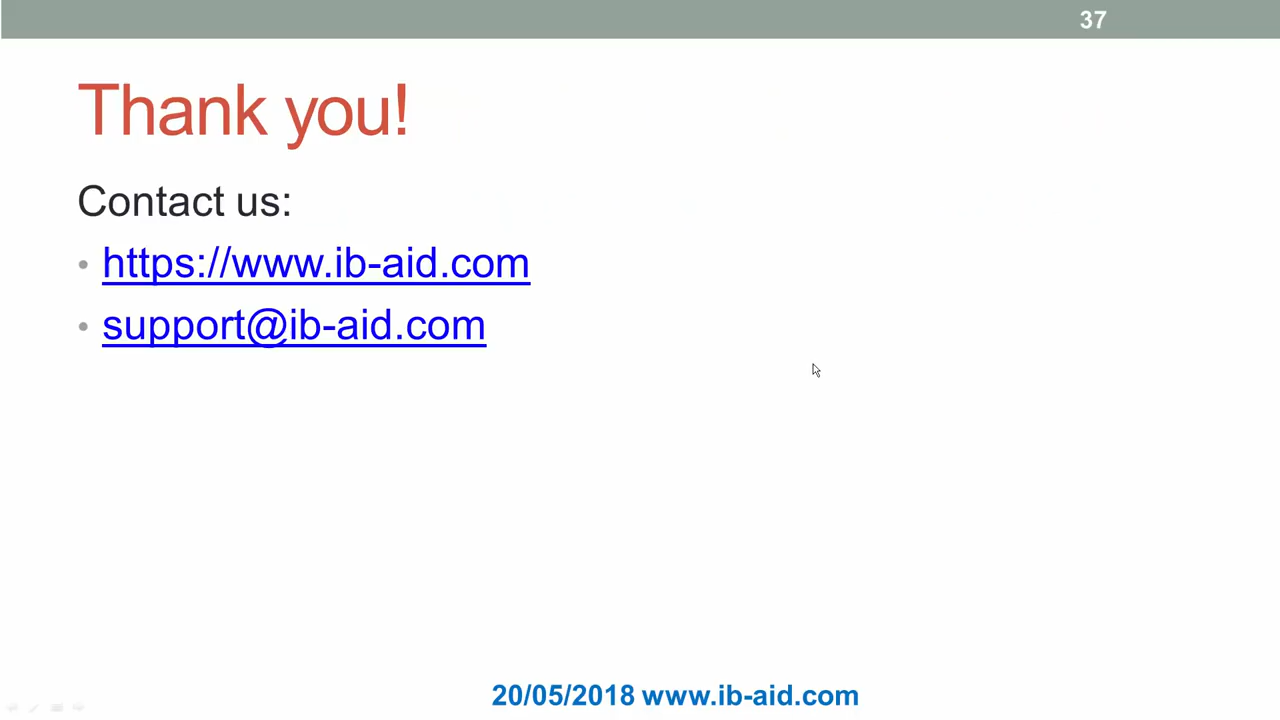 37
Thank you!
Contact us:
• https://www.ib-aid.com
• support@ib-aid.com
20/05/2018 www.ib-aid.com